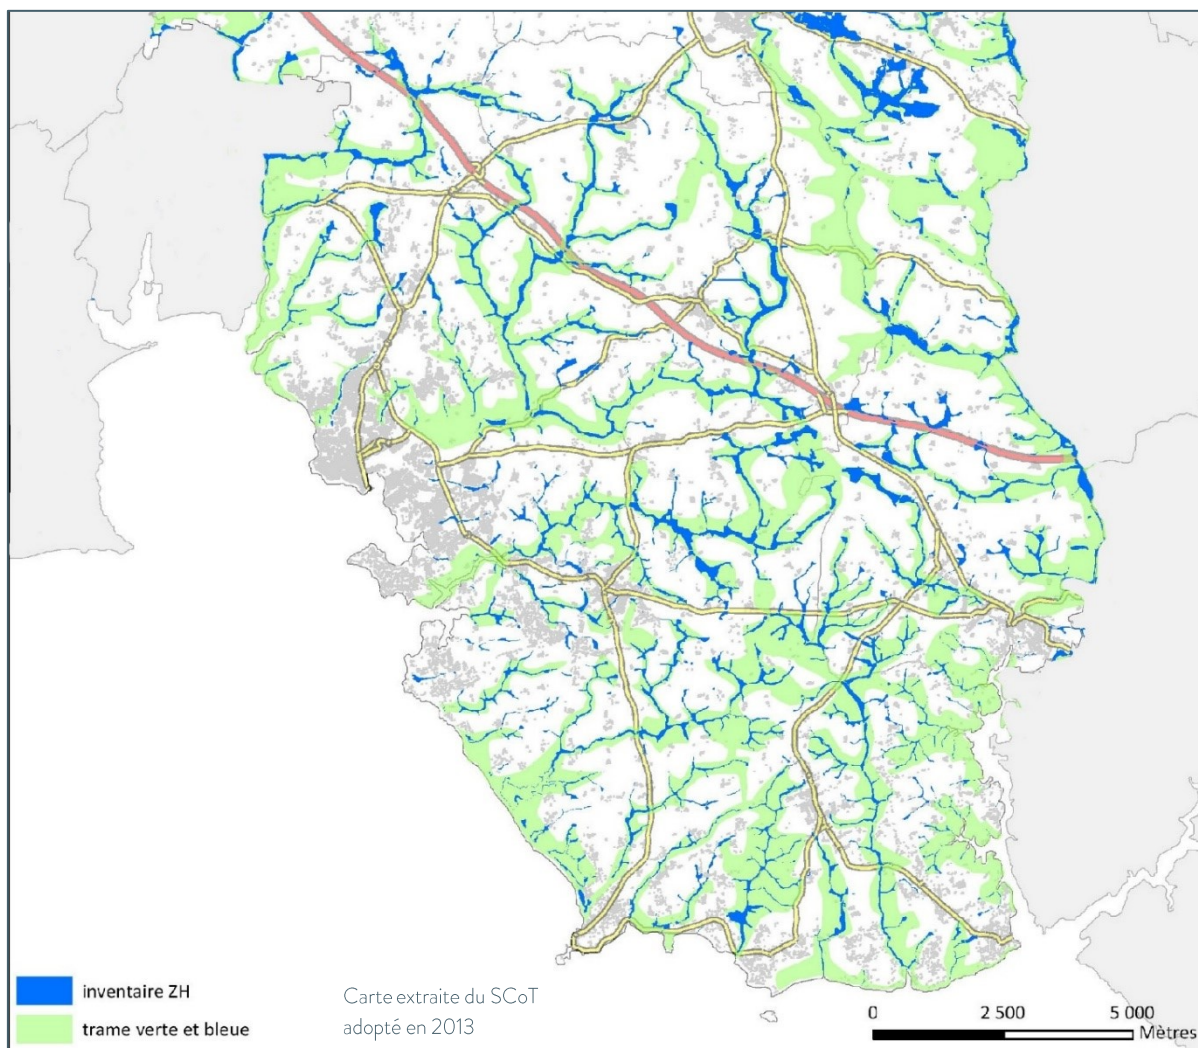 inventaire ZH
trame verte et bleue
Carte extraite du SCoT
adopté en 2013
0 2 500 5 000
Mètres